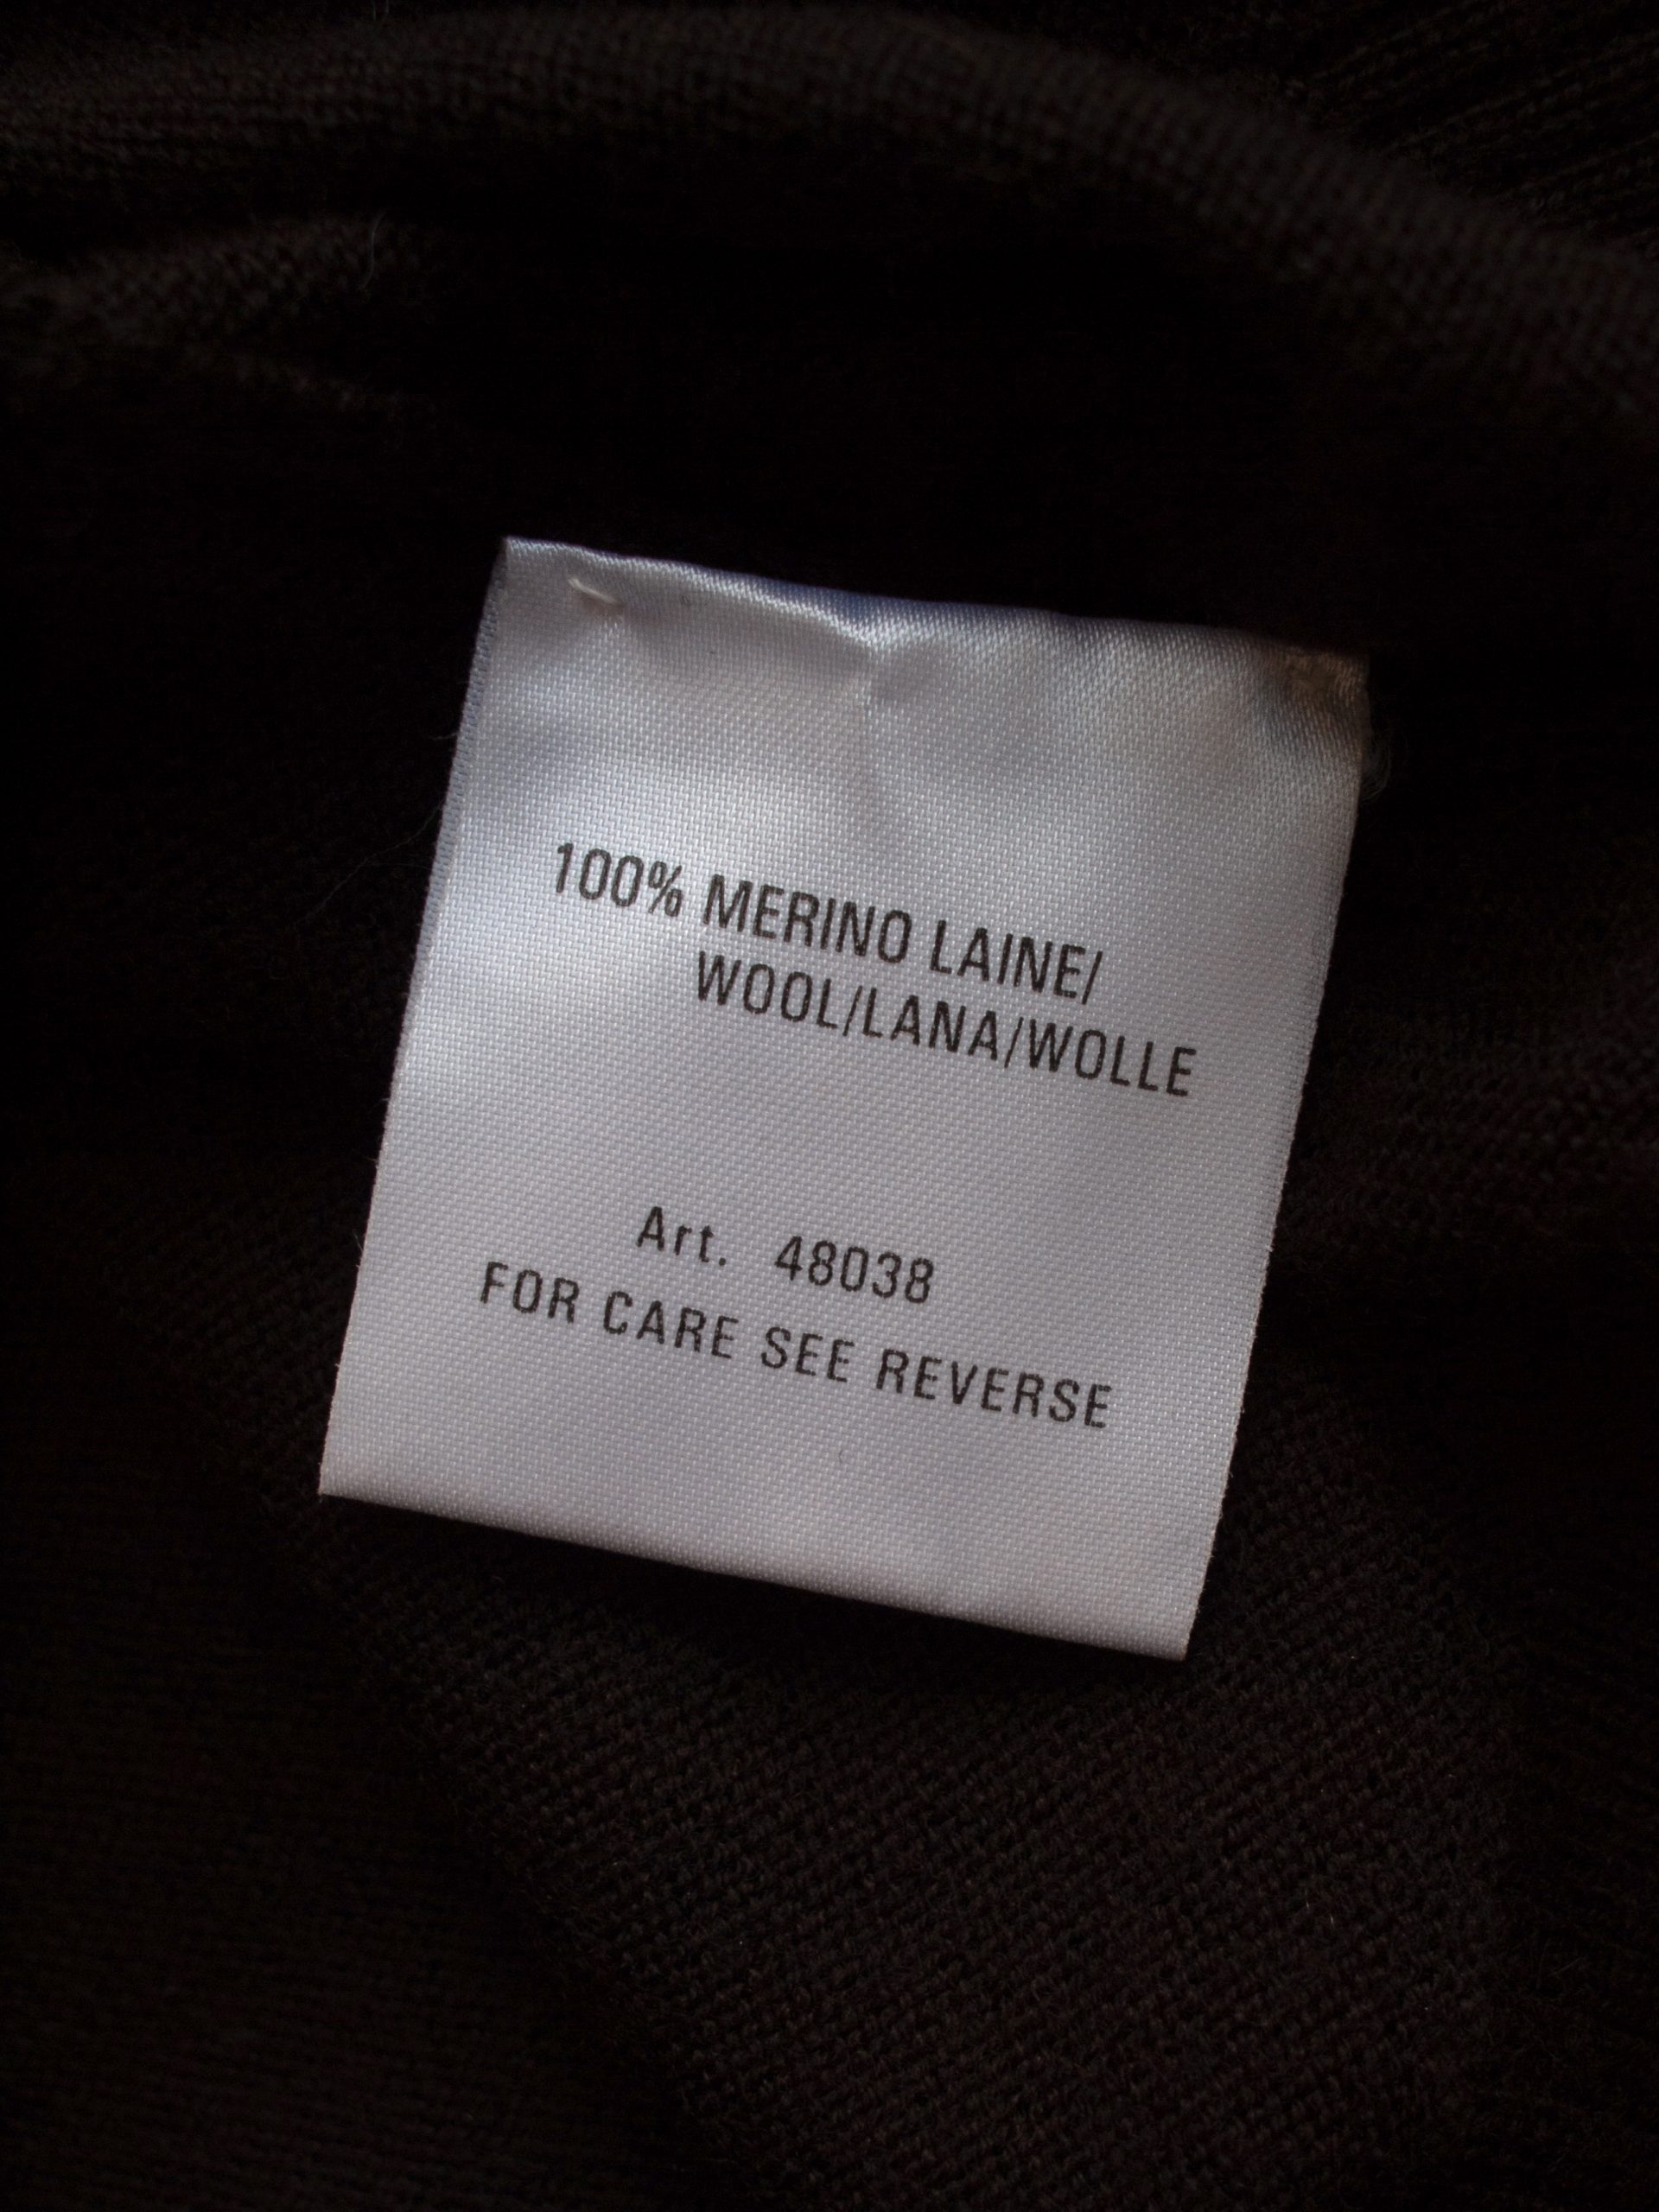 100% MERINO LAINE/
WOOL/LANA/WOLLE
Art. 48038
FOR CARE SEE REVERSE